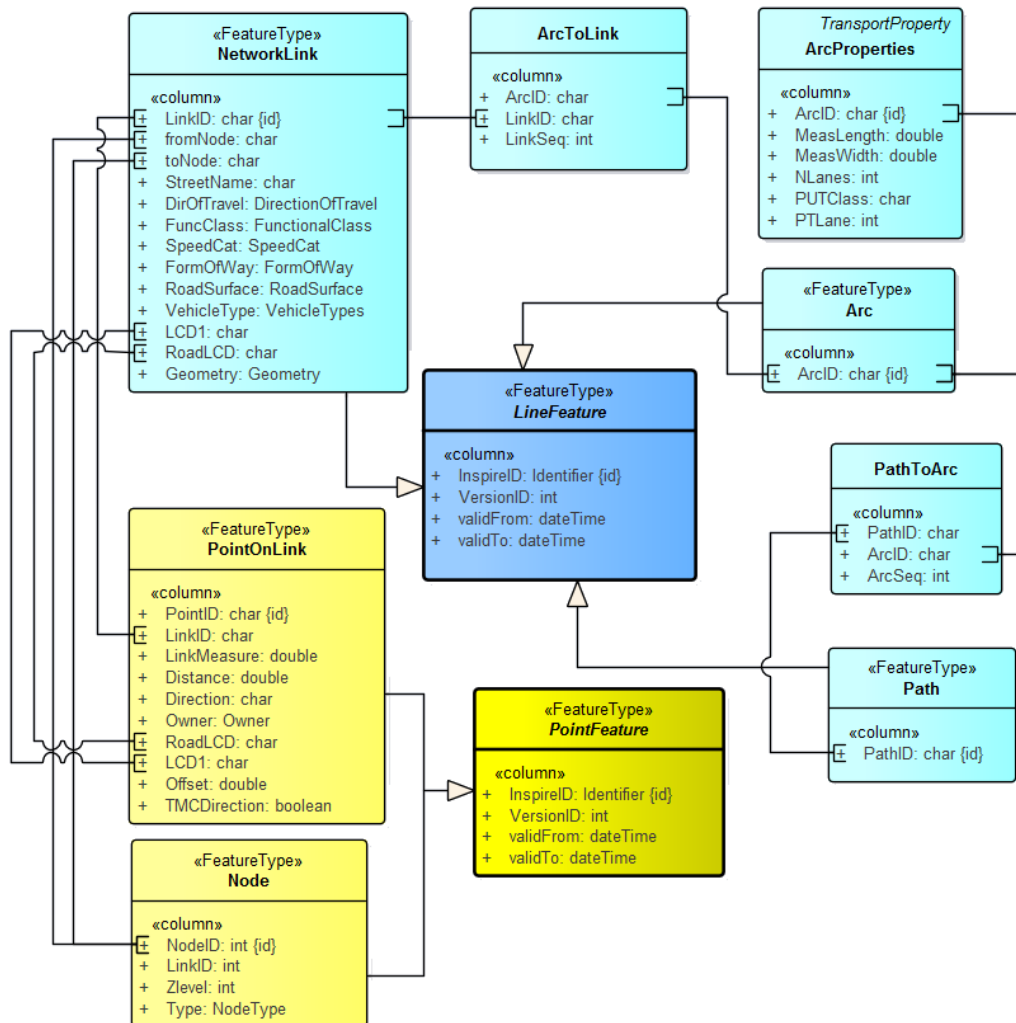 «FeatureType»
NetworkLink
«column»
+ LinkID: char {id}
+ fromNode: char
+ toNode: char
+ StreetName: char
+ DirOfTravel: DirectionOfTravel
+ FuncClass: FunctionalClass
+ SpeedCat: SpeedCat
+ FormOfWay: FormOfWay
+ RoadSurface: RoadSurface
+ VehicleType: VehicleTypes
+ LCD1: char
+ RoadLCD: char
+ Geometry: Geometry
ArcToLink
«column»
+ ArcID: char
+ LinkID: char
+ LinkSeq: int
TransportProperty
ArcProperties
«column»
+ ArcID: char {id}
+ MeasLength: double
+ MeasWidth: double
+ NLanes: int
+ PUTClass: char
+ PTLane: int
«FeatureType»
Arc
«column»
+ ArcID: char {id}
«FeatureType»
LineFeature
«column»
+ InspireID: Identifier {id}
+ VersionID: int
+ validFrom: dateTime
+ validTo: dateTime
PathToArc
«column»
+ PathID: char
+ ArcID: char
+ ArcSeq: int
«FeatureType»
PointOnLink
«column»
+ PointID: char {id}
+ LinkID: char
+ LinkMeasure: double
+ Distance: double
+ Direction: char
+ Owner: Owner
+ RoadLCD: char
+ LCD1: char
+ Offset: double
+ TMCDirection: boolean
«FeatureType»
Path
«column»
+ PathID: char {id}
«FeatureType»
PointFeature
«column»
+ InspireID: Identifier {id}
+ VersionID: int
+ validFrom: dateTime
+ validTo: dateTime
«FeatureType»
Node
«column»
+ NodeID: int {id}
+ LinkID: int
+ Zlevel: int
+ Type: NodeType